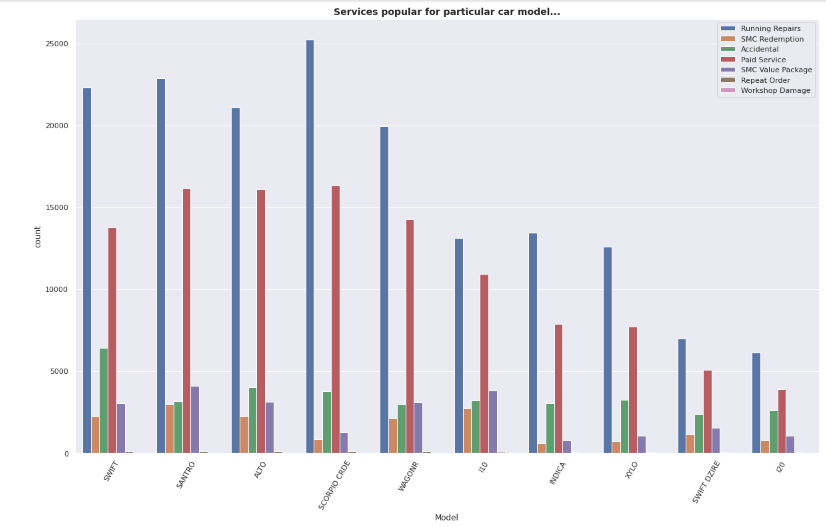 Services popular for particular car model...
Running Repairs
SMC Redemption
Accidental
Paid Service
SMC Value Package
Repeat Order
Workshop Damage
25000
20000
15000
10000
5000
0
count
SWIFT
SANTRO
ALTO
SCORPIO CRDE
WAGONR
I10
INDICA
XYLO
SWIFT DZIRE
I20
Model